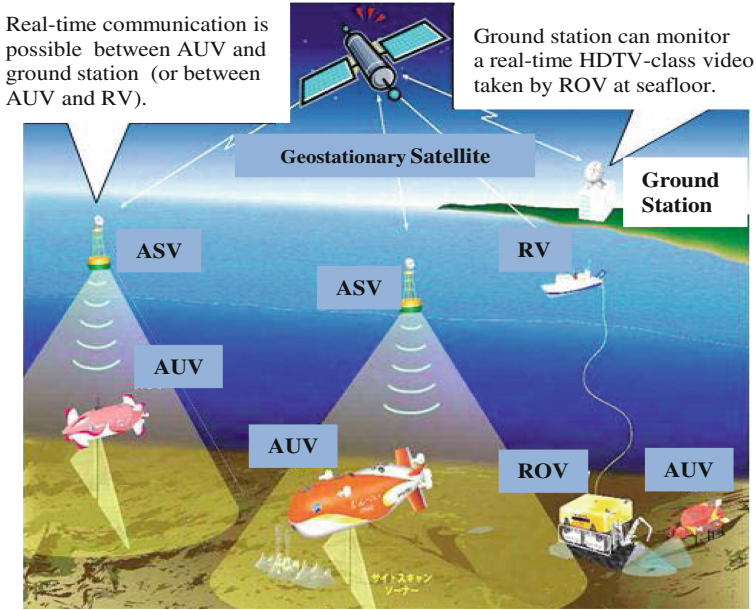 Real-time communication is
possible between AUV and
ground station (or between
AUV and RV).
Ground station can monitor
a real-time HDTV-class video
taken by ROV at seafloor.
Geostationary Satellite
Ground
Station
ASV
RV
ASV
AUV
AUV
ROV
AUV
サイトスキャン
ソーナー